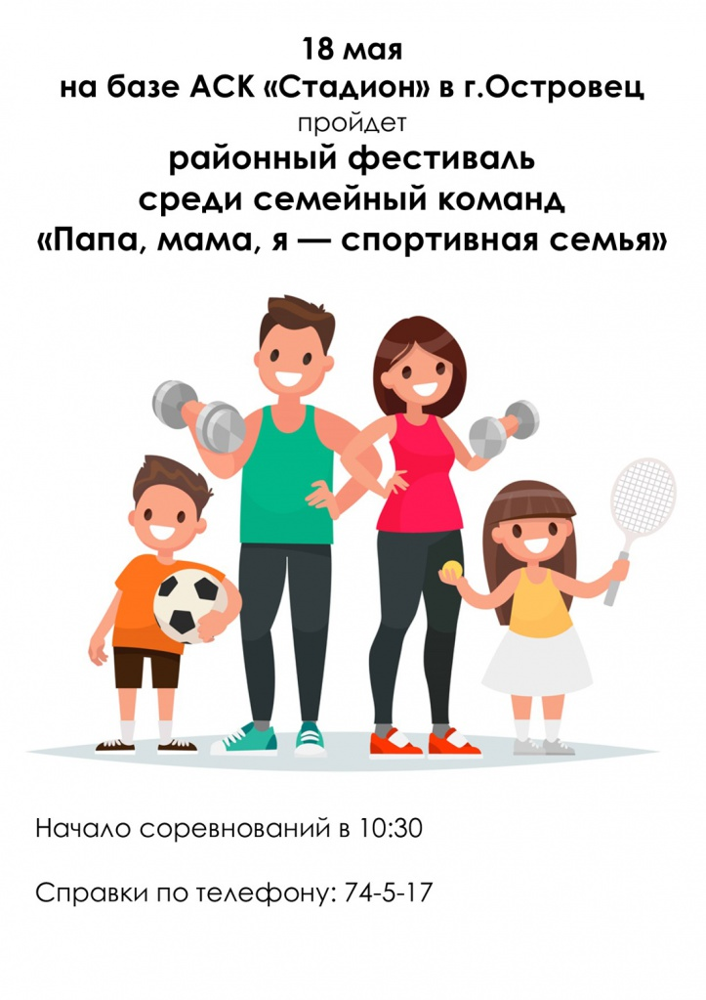 18 мая
на базе АСК «Стадион» в г.Островец
пройдет
районный фестиваль
среди семейный команд
«Папа, мама, я — спортивная семья»
Начало соревнований в 10:30
Справки по телефону: 74-5-17